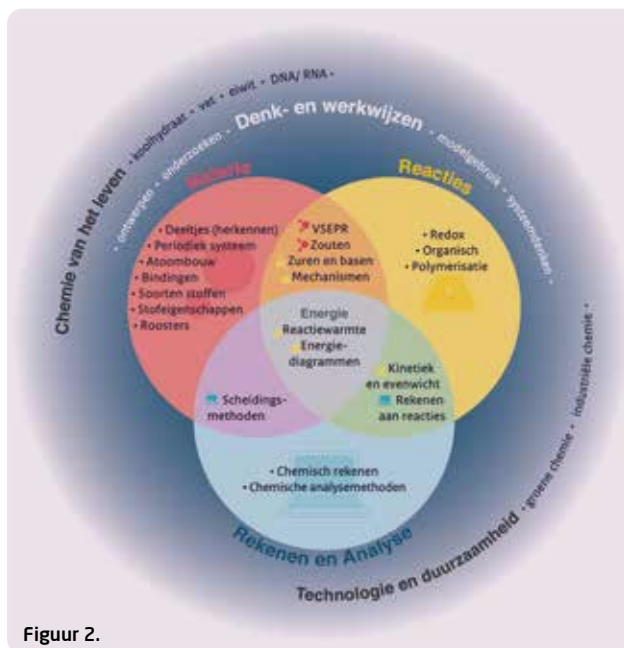 Chemie van het leven • koolhydraat • vet • eiwit • DNA/ RNA •
• ontwerpen • onderzoeken • Denk- en werkwijzen • modelgebruik • systeemdenken •
Materie
Reacties
• Deeltjes (herkennen)
• Periodiek systeem
• Atoombouw
• Bindingen
• Soorten stoffen
• Stofeigenschappen
• Roosters
VSEPR
Zouten
Zuren en basen
Mechanismen
• Redox
• Organisch
• Polymerisatie
Energie
Reactiewarmte
Energie-
diagrammen
Scheidings-
methoden
Kinetiek
en evenwicht
Rekenen
aan reacties
• Chemisch rekenen
• Chemische analysemethoden
Rekenen en Analyse
Technologie en duurzaamheid • groene chemie • industriële chemie •
Figuur 2.